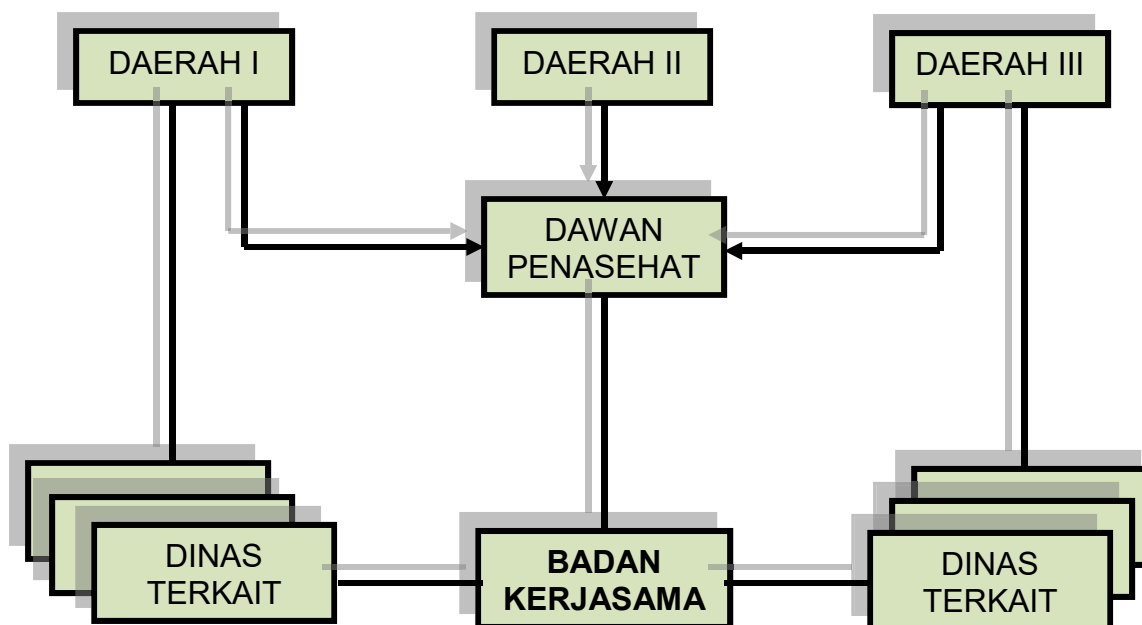 DAERAH I
DAERAH II
DAERAH III
DAWAN
PENASEHAT
DINAS
TERKAIT
BADAN
KERJASAMA
DINAS
TERKAIT